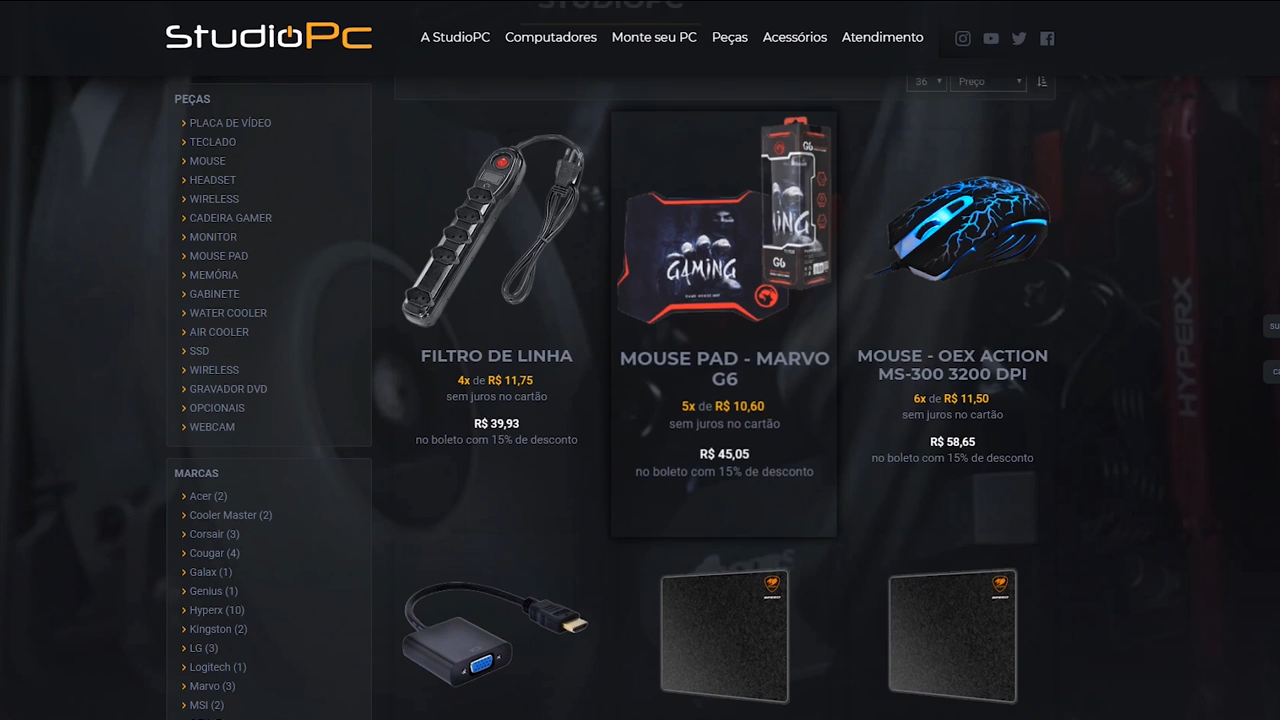 STUDIOPC
StudioPc
A StudioPC
Computadores
Monte seu PC
Peças
Acessórios
Atendimento
36
Preço
PEÇAS
PLACA DE VÍDEO
TECLADO
MOUSE
HEADSET
WIRELESS
CADEIRA GAMER
MONITOR
MOUSE PAD
MEMÓRIA
GABINETE
WATER COOLER
AIR COOLER
SSD
WIRELESS
GRAVADOR DVD
OPCIONAIS
WEBCAM
MARCAS
Acer (2)
Cooler Master (2)
Corsair (3)
Cougar (4)
Galax (1)
Genius (1)
Hyperx (10)
Kingston (2)
LG (3)
Logitech (1)
Marvo (3)
MSI (2)
FILTRO DE LINHA
4x de R$ 11,75
sem juros no cartão
R$ 39,93
no boleto com 15% de desconto
G6
GAMING
G6
MOUSE PAD - MARVO
G6
5x de R$ 10,60
sem juros no cartão
R$ 45,05
no boleto com 15% de desconto
MOUSE - OEX ACTION
MS-300 3200 DPI
6x de R$ 11,50
sem juros no cartão
R$ 58,65
no boleto com 15% de desconto
HYPERX
SPEED
SPEED